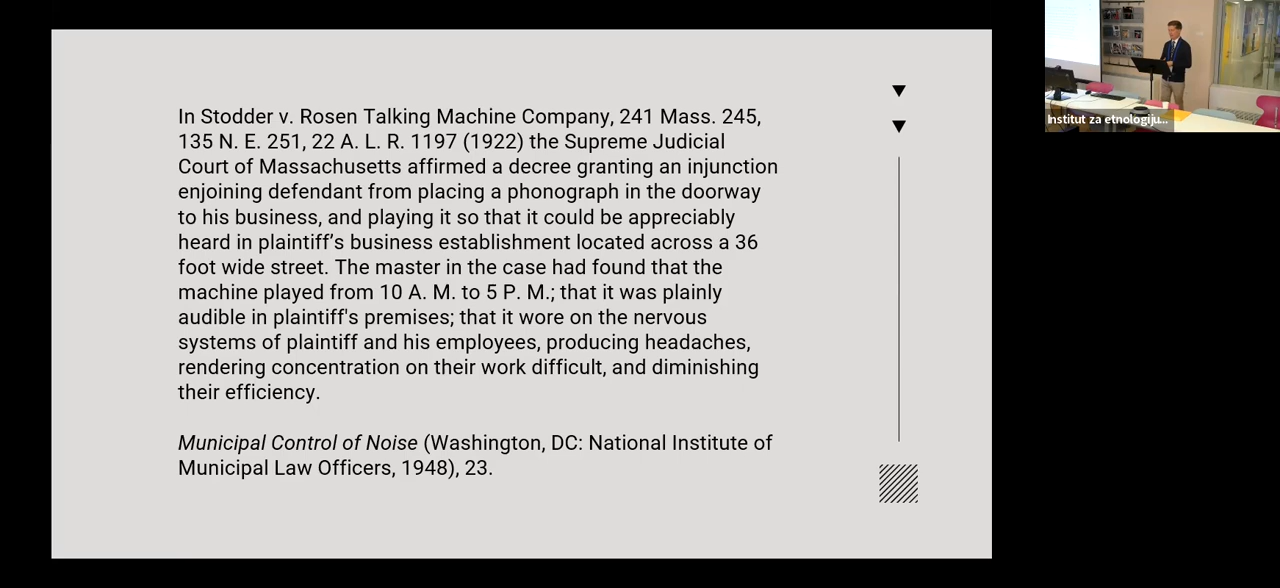 In Stodder v. Rosen Talking Machine Company, 241 Mass. 245,
135 N. E. 251, 22 A. L. R. 1197 (1922) the Supreme Judicial
Court of Massachusetts affirmed a decree granting an injunction
enjoining defendant from placing a phonograph in the doorway
to his business, and playing it so that it could be appreciably
heard in plaintiff’s business establishment located across a 36
foot wide street. The master in the case had found that the
machine played from 10 A. M. to 5 P. M.; that it was plainly
audible in plaintiff's premises; that it wore on the nervous
systems of plaintiff and his employees, producing headaches,
rendering concentration on their work difficult, and diminishing
their efficiency.
Municipal Control of Noise (Washington, DC: National Institute of
Municipal Law Officers, 1948), 23.
Institut za etnologiju...